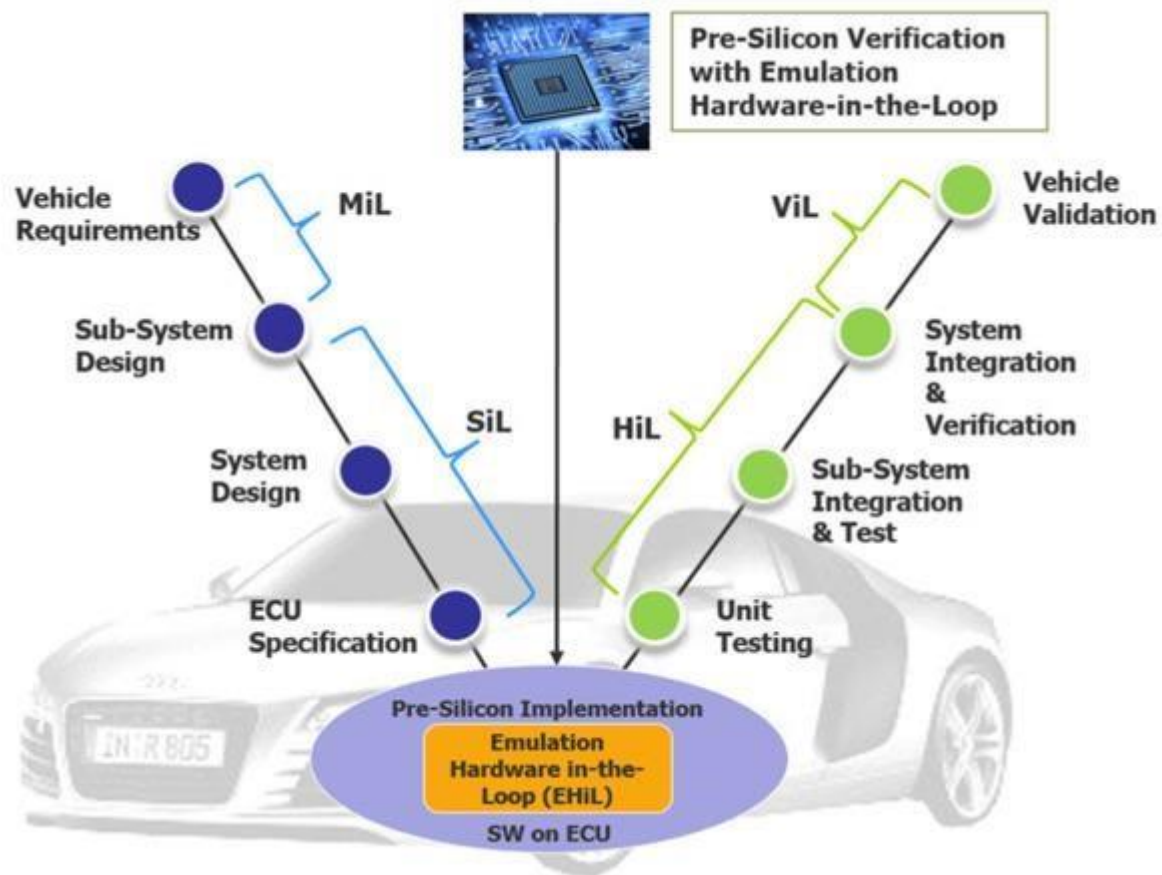 Pre-Silicon Verification
with Emulation
Hardware-in-the-Loop
Vehicle
Requirements
MiL
ViL
Vehicle
Validation
Sub-System
Design
System
Integration
&
Verification
SiL
HiL
System
Design
Sub-System
Integration
& Test
ECU
Specification
Unit
Testing
Pre-Silicon Implementation
Emulation
Hardware in-the-
Loop (EHiL)
SW on ECU
IN R 805